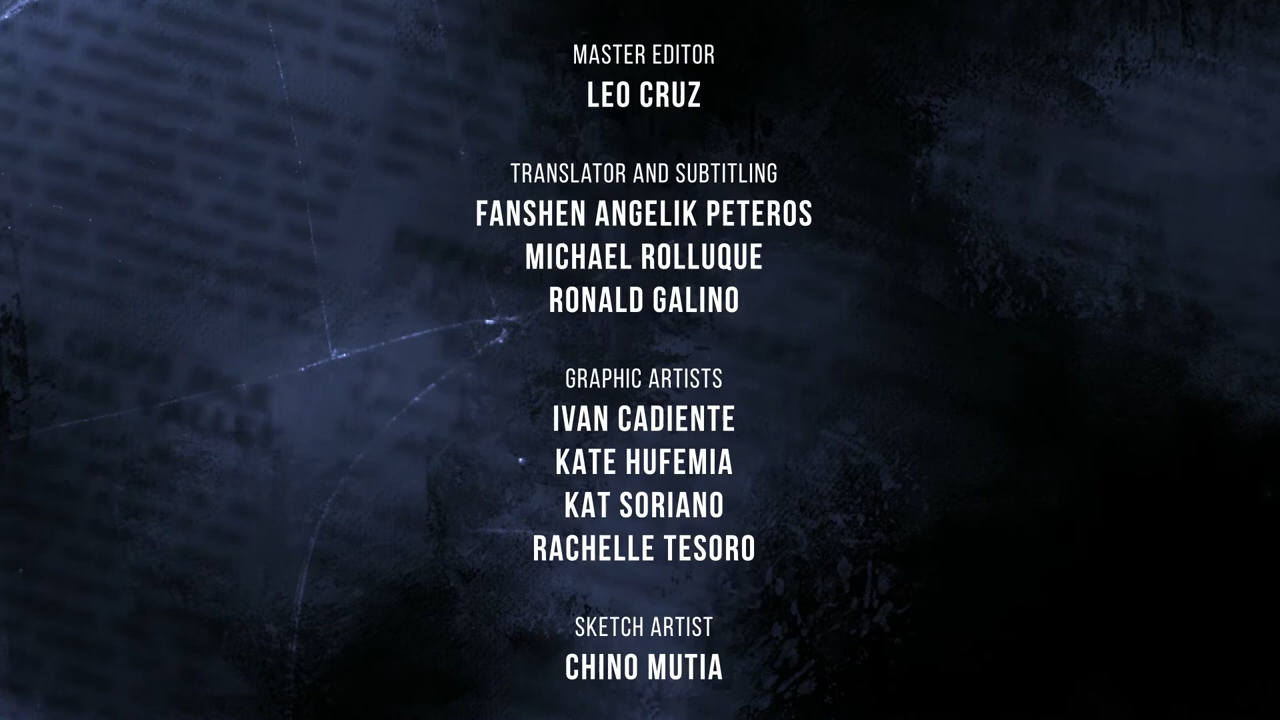 MASTER EDITOR
LEO CRUZ
TRANSLATOR AND SUBTITLING
FANSHEN ANGELIK PETEROS
MICHAEL ROLLUQUE
RONALD GALINO
GRAPHIC ARTISTS
IVAN CADIENTE
KATE HUFEMIA
KAT SORIANO
RACHELLE TESORO
SKETCH ARTIST
CHINO MUTIA